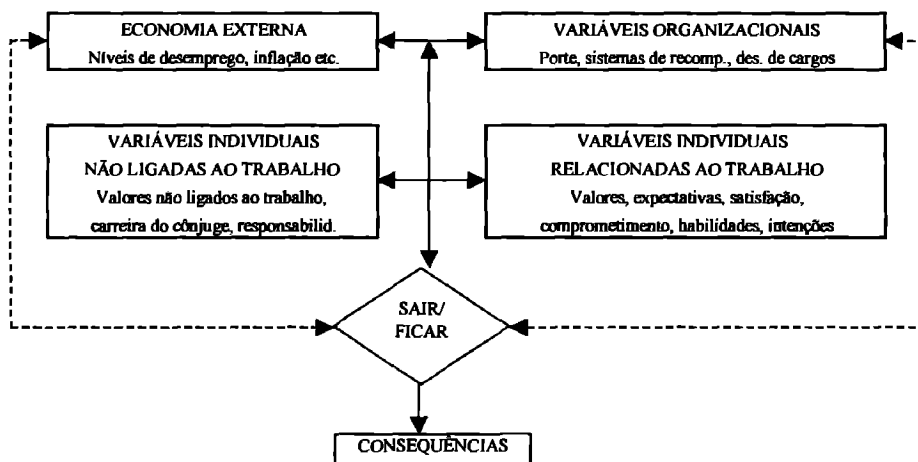 ECONOMIA EXTERNA
Níveis de desemprego, inflação etc.
VARIÁVEIS ORGANIZACIONAIS
Porte, sistemas de recomp., des. de cargos
VARIÁVEIS INDIVIDUAIS
NÃO LIGADAS AO TRABALHO
Valores não ligados ao trabalho,
carreira do cônjuge, responsabilid.
VARIÁVEIS INDIVIDUAIS
RELACIONADAS AO TRABALHO
Valores, expectativas, satisfação,
comprometimento, habilidades, intenções
SAIR/
FICAR
CONSEQUÊNCIAS